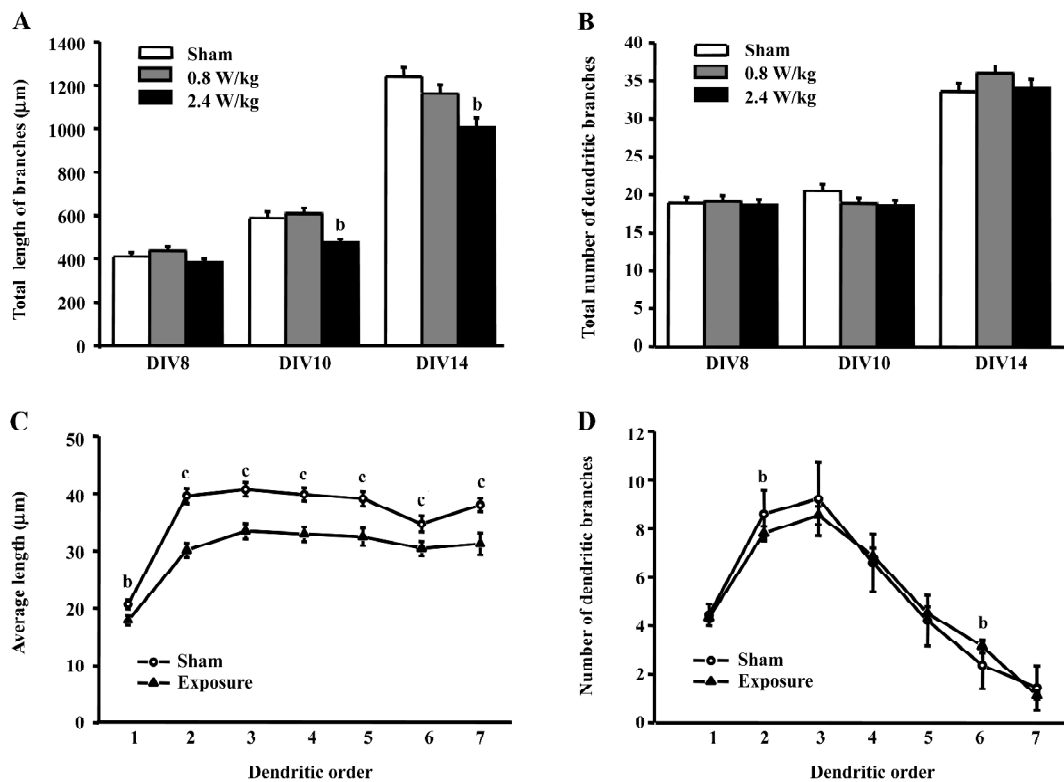 A
Total length of branches (µm)
1400
1200
1000
800
600
400
200
0
Sham
0.8 W/kg
2.4 W/kg
b
b
DIV8 DIV10 DIV14
B
Total number of dendritic branches
40
35
30
25
20
15
10
5
0
Sham
0.8 W/kg
2.4 W/kg
DIV8 DIV10 DIV14
C
Average length (µm)
50
40
30
20
10
0
b c c c c c c
Sham
Exposure
1 2 3 4 5 6 7
Dendritic order
D
Number of dendritic branches
12
10
8
6
4
2
0
b
b
Sham
Exposure
1 2 3 4 5 6 7
Dendritic order